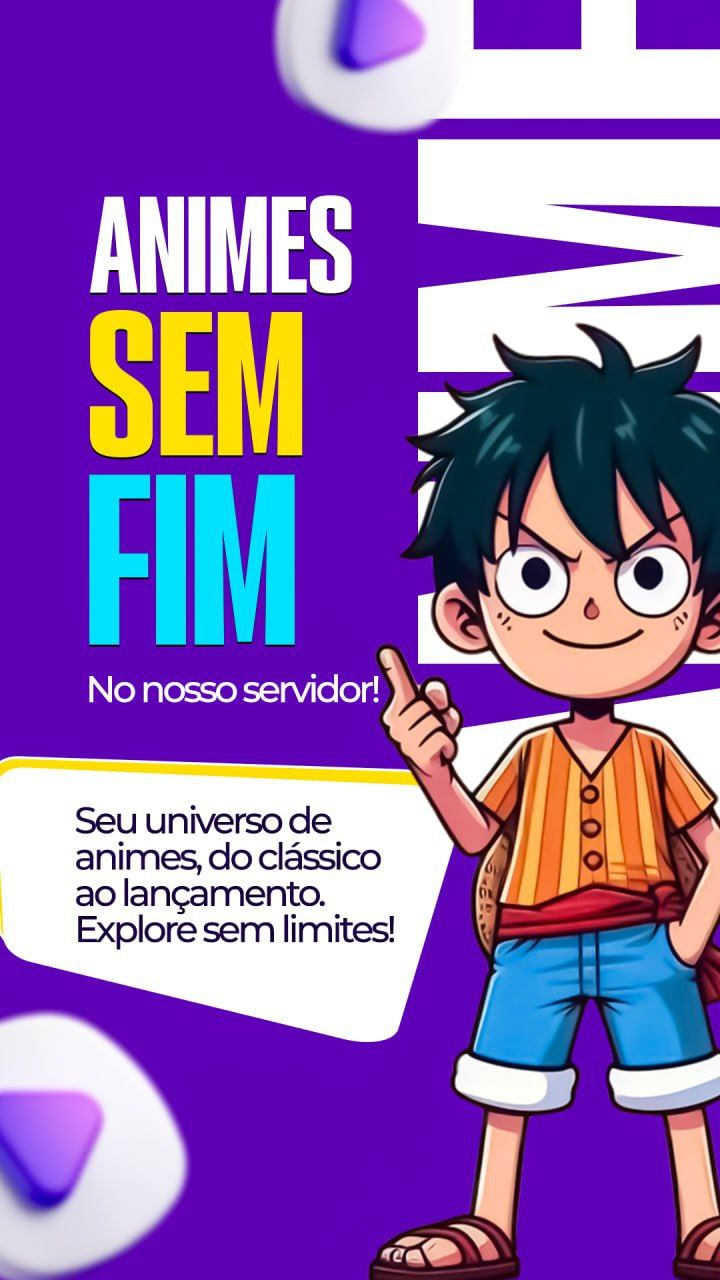 ANIMES
SEM
FIM
No nosso servidor!
Seu universo de
animes, do clássico
ao lançamento.
Explore sem limites!